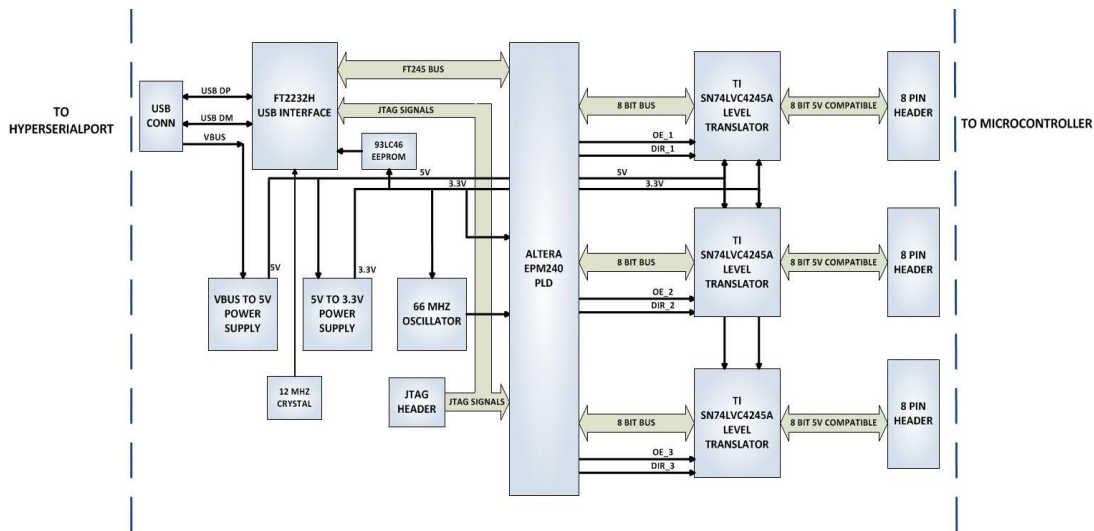 TO
HYPERSERIALPORT
USB
CONN
USB DP
USB DM
VBUS
FT2232H
USB INTERFACE
FT245 BUS
JTAG SIGNALS
93LC46
EEPROM
5V
3.3V
5V
3.3V
VBUS TO 5V
POWER
SUPPLY
5V TO 3.3V
POWER
SUPPLY
66 MHZ
OSCILLATOR
12 MHZ
CRYSTAL
JTAG
HEADER
JTAG SIGNALS
ALTERA
EPM240
PLD
8 BIT BUS
OE_1
DIR_1
TI
SN74LVC4245A
LEVEL
TRANSLATOR
8 BIT 5V COMPATIBLE
8 PIN
HEADER
5V
3.3V
8 BIT BUS
OE_2
DIR_2
TI
SN74LVC4245A
LEVEL
TRANSLATOR
8 BIT 5V COMPATIBLE
8 PIN
HEADER
8 BIT BUS
OE_3
DIR_3
TI
SN74LVC4245A
LEVEL
TRANSLATOR
8 BIT 5V COMPATIBLE
8 PIN
HEADER
TO MICROCONTROLLER